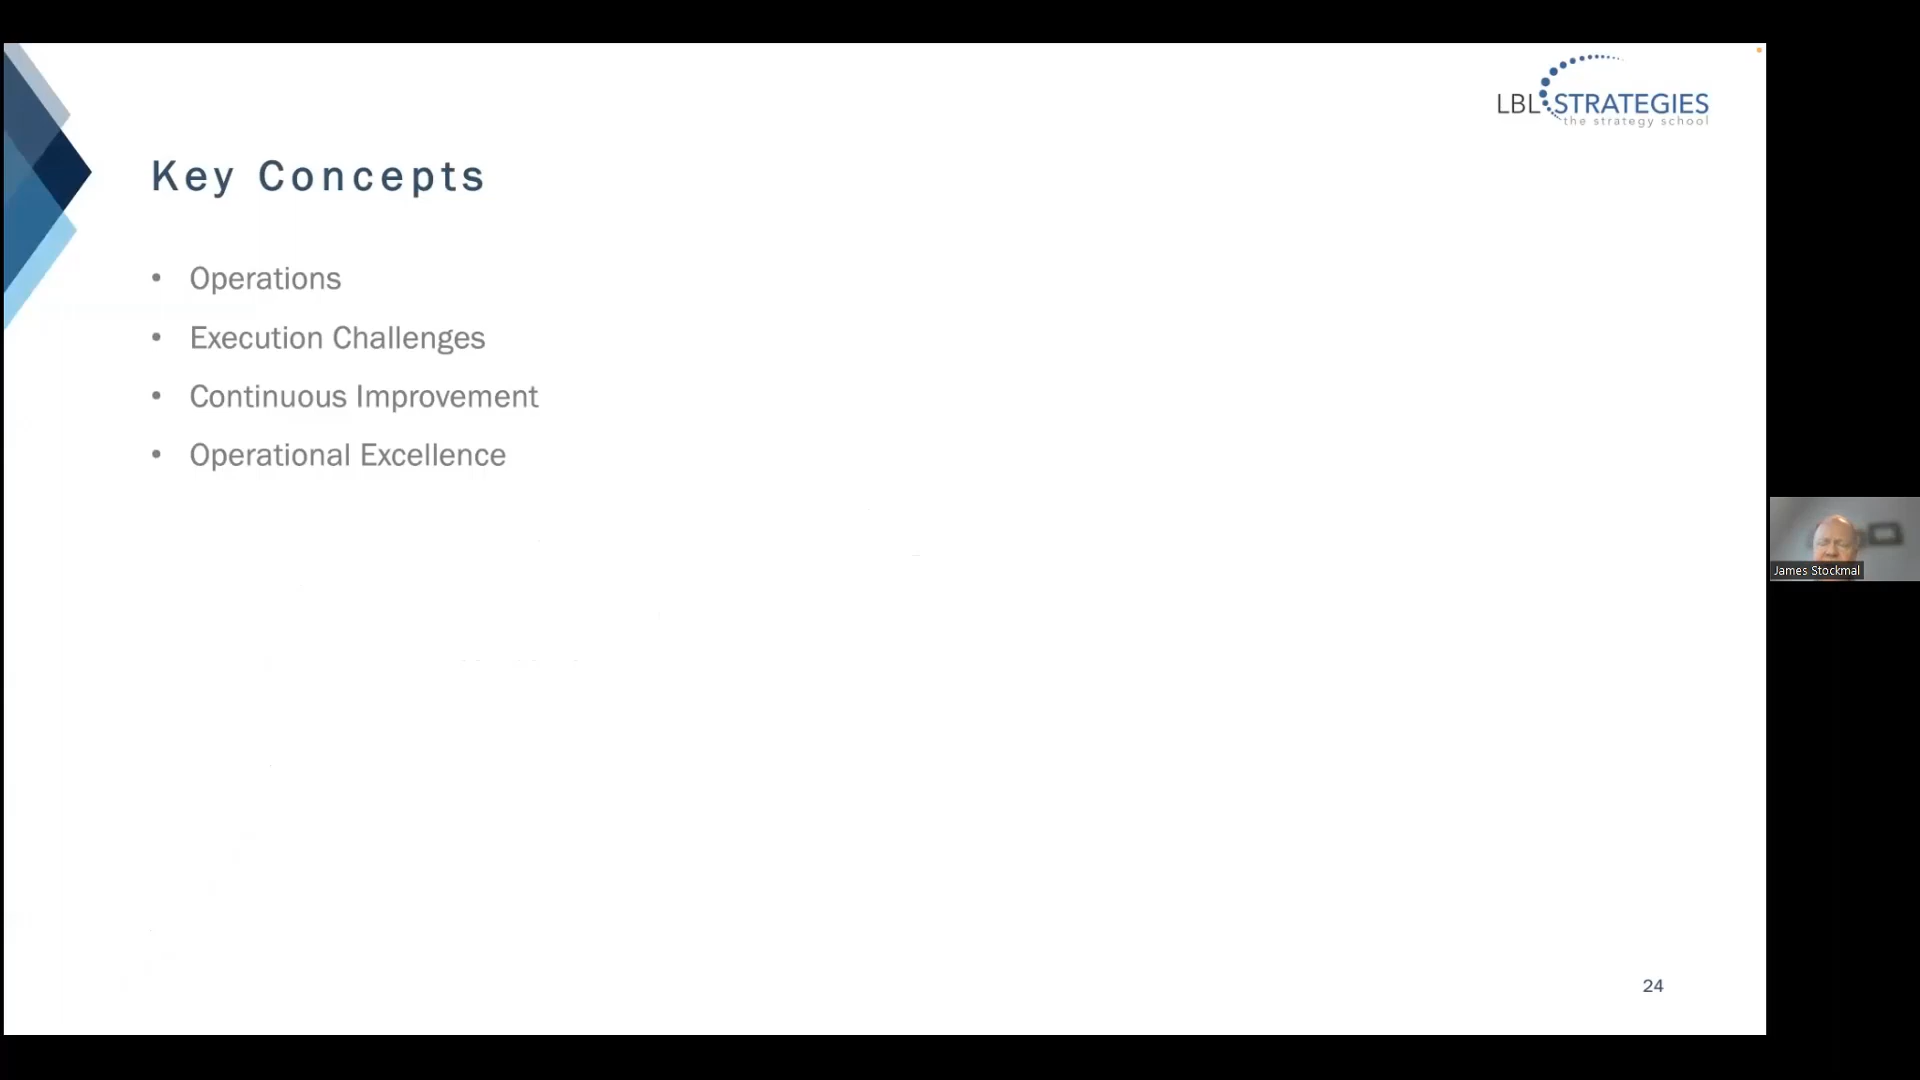 LBL STRATEGIES
the strategy school
Key Concepts
• Operations
• Execution Challenges
• Continuous Improvement
• Operational Excellence
James Stockmal
24